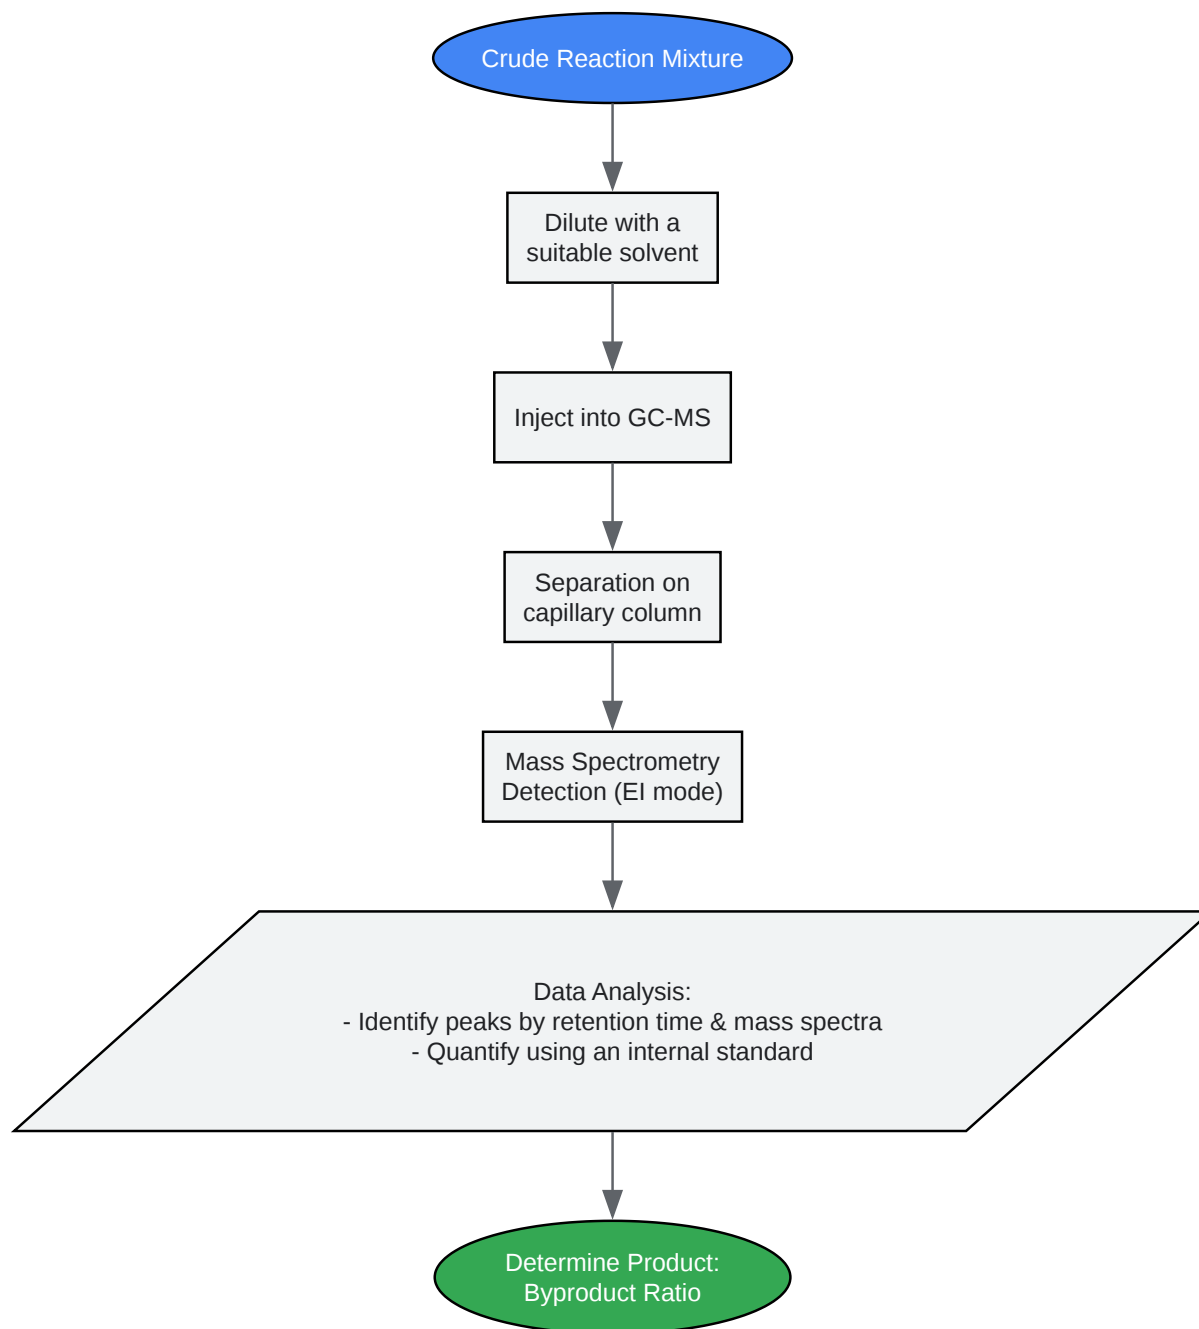 Crude Reaction Mixture
Dilute with a
suitable solvent
Inject into GC-MS
Separation on
capillary column
Mass Spectrometry
Detection (EI mode)
Data Analysis:
- Identify peaks by retention time & mass spectra
- Quantify using an internal standard
Determine Product:
Byproduct Ratio